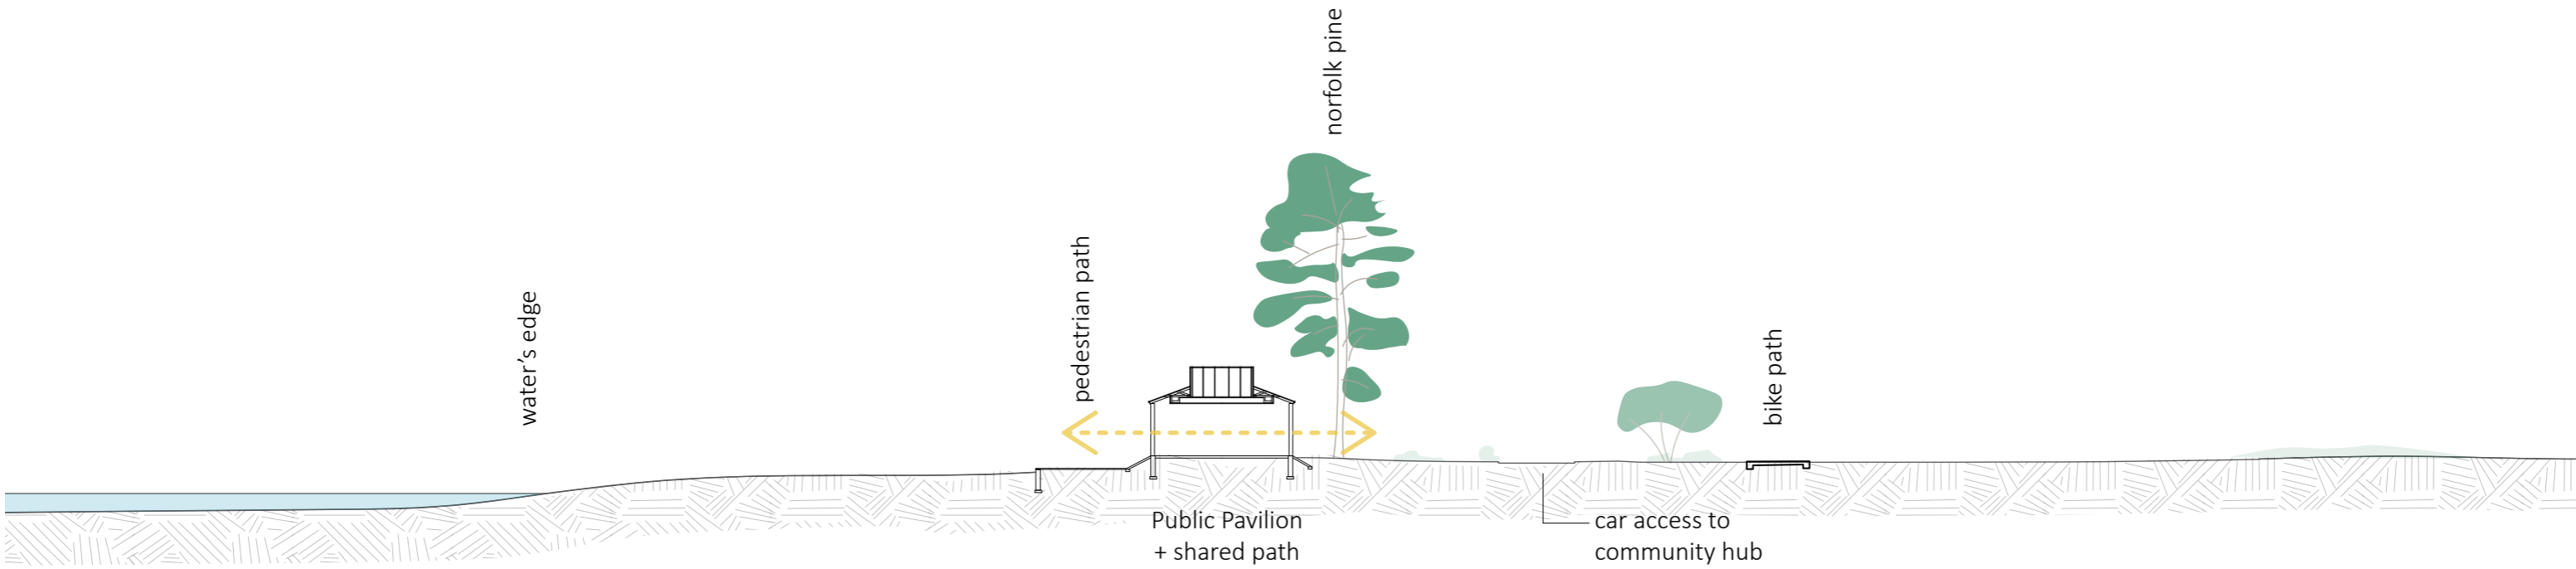 water's edge
pedestrian path
norfolk pine
bike path
Public Pavilion
+ shared path
car access to
community hub